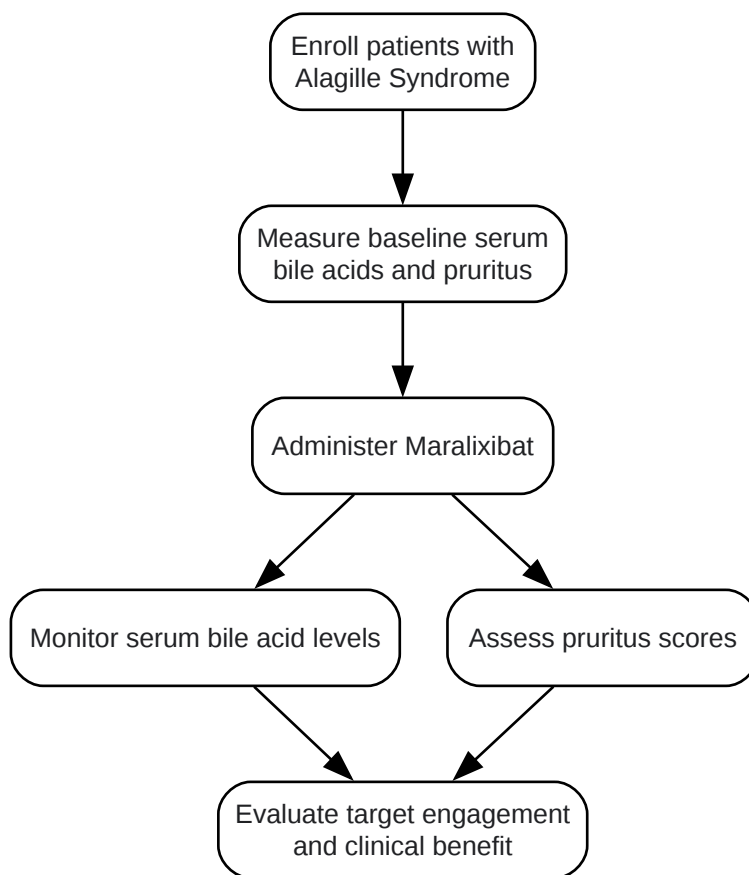 Enroll patients with
Alagille Syndrome
Measure baseline serum
bile acids and pruritus
Administer Maralixibat
Monitor serum bile acid levels
Assess pruritus scores
Evaluate target engagement
and clinical benefit